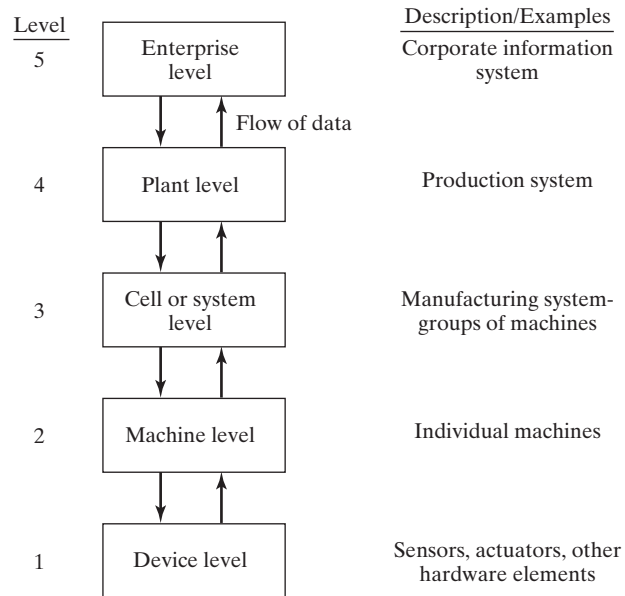 Level
Description/Examples
5
Enterprise
level
Corporate information
system
Flow of data
4
Plant level
Production system
3
Cell or system
level
Manufacturing system-
groups of machines
2
Machine level
Individual machines
1
Device level
Sensors, actuators, other
hardware elements